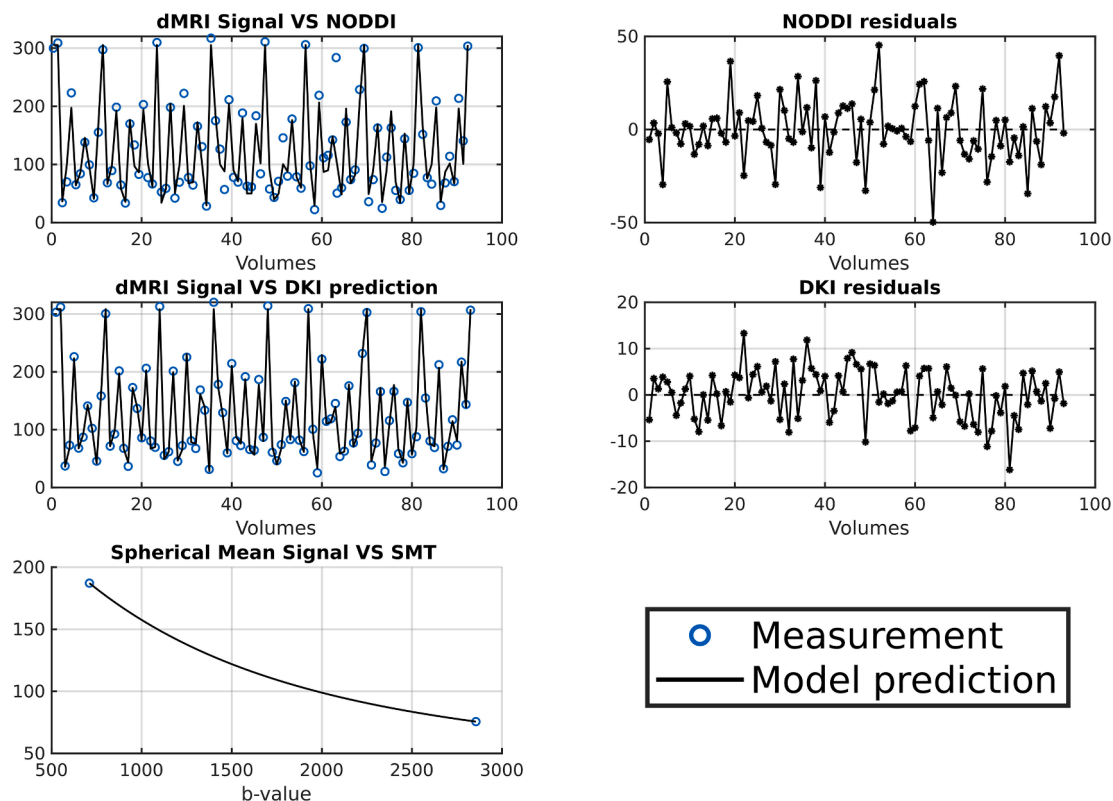 dMRI Signal VS NODDI
300
200
100
0
0 20 40 60 80 100
Volumes
NODDI residuals
50
0
-50
0 20 40 60 80 100
Volumes
dMRI Signal VS DKI prediction
300
200
100
0
0 20 40 60 80 100
Volumes
DKI residuals
20
10
0
-10
-20
0 20 40 60 80 100
Volumes
Spherical Mean Signal VS SMT
200
150
100
50
500 1000 1500 2000 2500 3000
b-value
Measurement
Model prediction